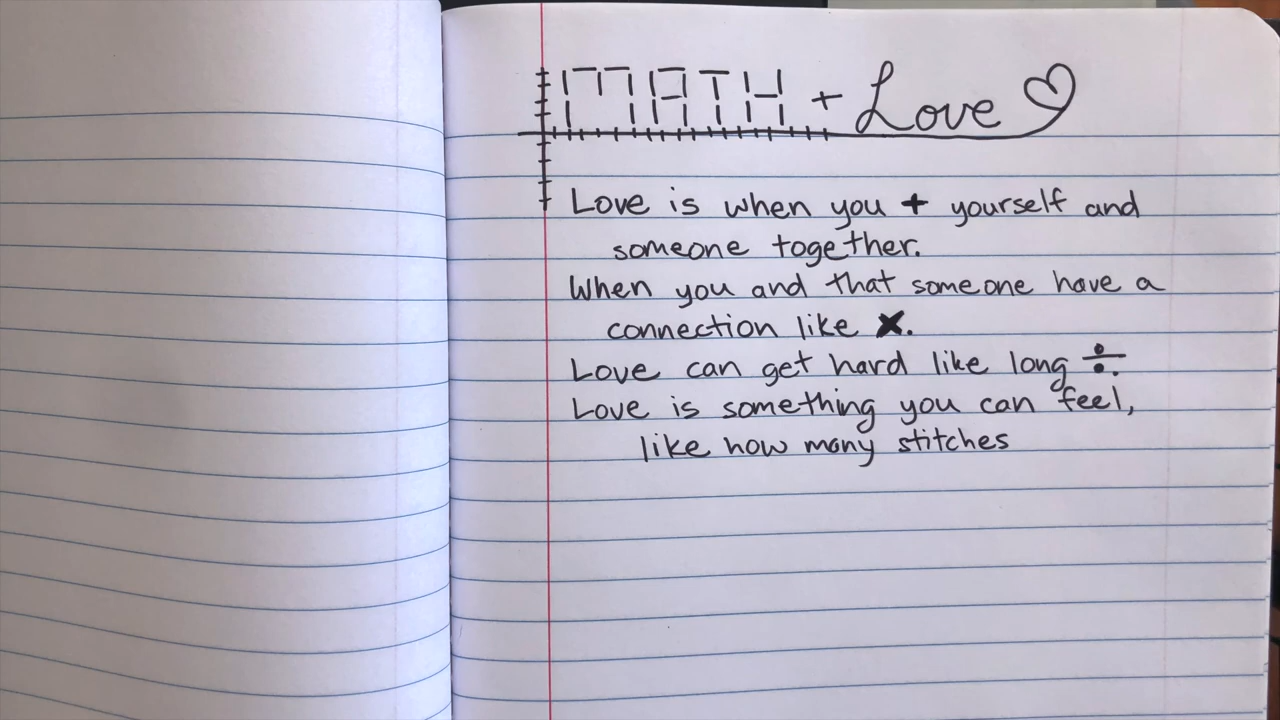 MATH + Love
Love is when you + yourself and
someone together.
When you and that someone have a
connection like ×.
Love can get hard like long ÷.
Love is something you can feel,
like how many stitches